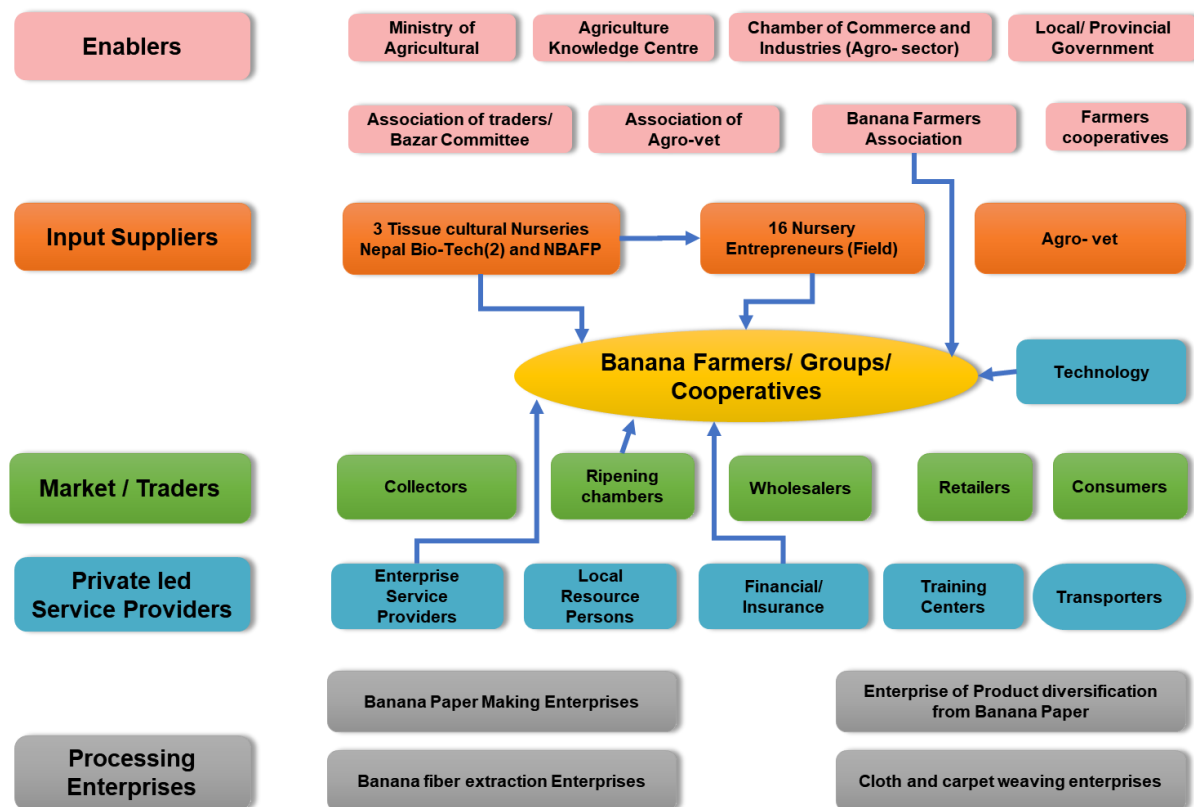 Enablers
Ministry of
Agricultural
Agriculture
Knowledge Centre
Chamber of Commerce and
Industries (Agro- sector)
Local/ Provincial
Government
Association of traders/
Bazar Committee
Association of
Agro-vet
Banana Farmers
Association
Farmers
cooperatives
Input Suppliers
3 Tissue cultural Nurseries
Nepal Bio-Tech(2) and NBAFP
16 Nursery
Entrepreneurs (Field)
Agro- vet
Banana Farmers/ Groups/
Cooperatives
Technology
Market / Traders
Collectors
Ripening
chambers
Wholesalers
Retailers
Consumers
Private led
Service Providers
Enterprise
Service
Providers
Local
Resource
Persons
Financial/
Insurance
Training
Centers
Transporters
Banana Paper Making Enterprises
Enterprise of Product diversification
from Banana Paper
Processing
Enterprises
Banana fiber extraction Enterprises
Cloth and carpet weaving enterprises